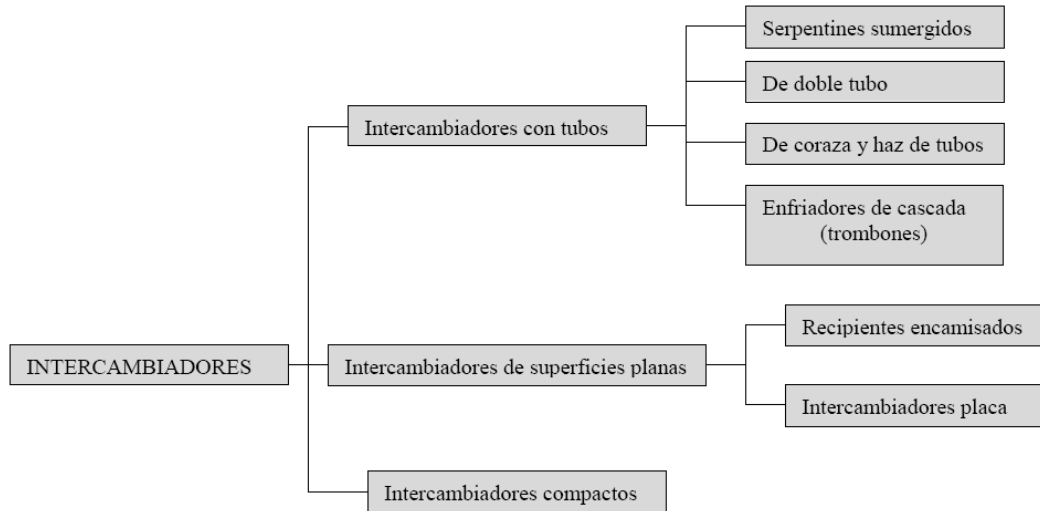 Serpentines sumergidos
De doble tubo
Intercambiadores con tubos
De coraza y haz de tubos
Enfriadores de cascada
(trombones)
Recipientes encamisados
INTERCAMBIADORES
Intercambiadores de superficies planas
Intercambiadores placa
Intercambiadores compactos